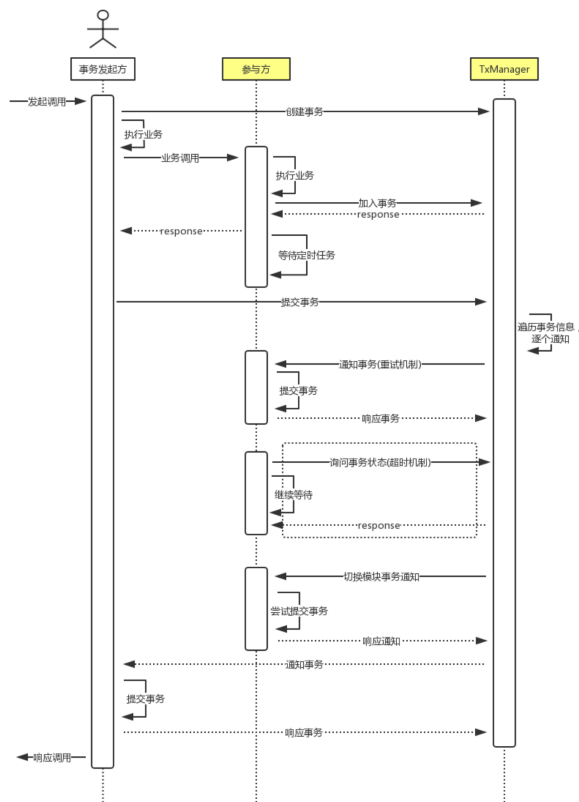 事务发起方
参与方
TxManager
发起调用
创建事务
执行业务
业务调用
执行业务
加入事务
response
response
等待定时任务
提交事务
遍历事务信息，
逐个通知
通知事务(重试机制)
提交事务
响应事务
询问事务状态(超时机制)
继续等待
response
切换模块事务通知
尝试提交事务
响应通知
通知事务
提交事务
响应事务
响应调用